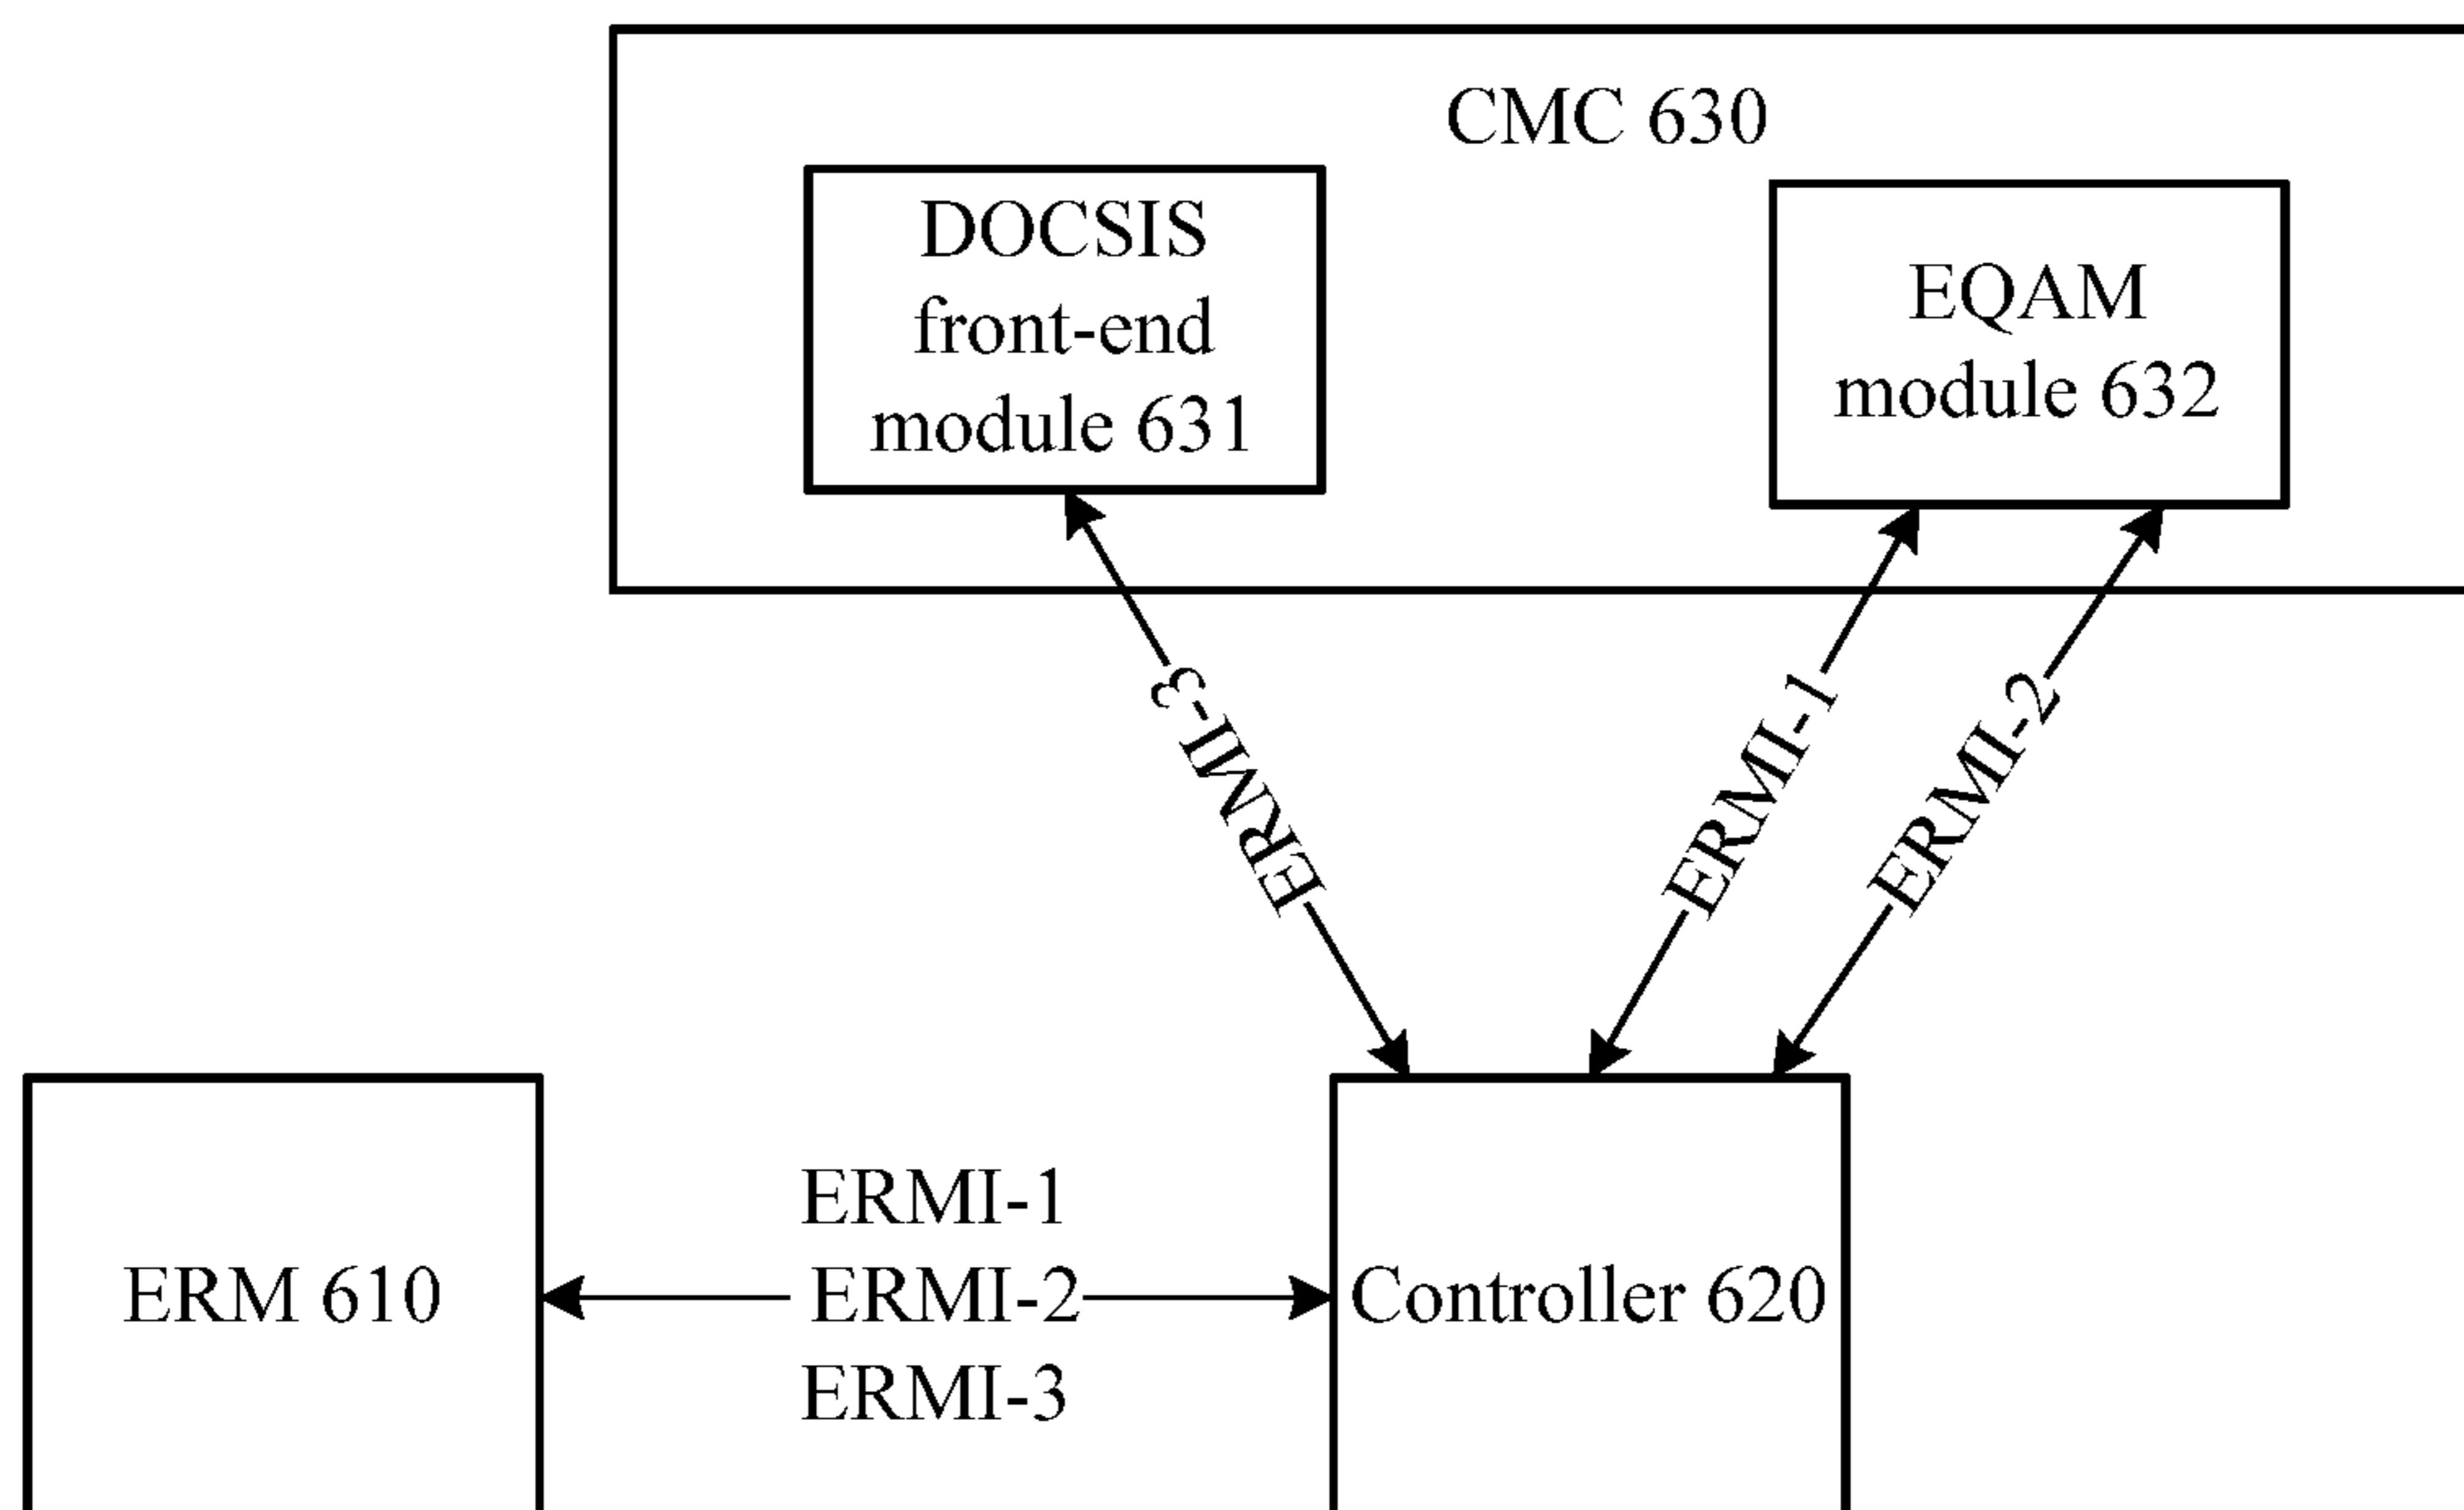 CMC 630
DOCSIS
front-end
module 631
EQAM
module 632
ERMI-3
ERMI-1
ERMI-2
ERM 610
ERMI-1
ERMI-2
ERMI-3
Controller 620